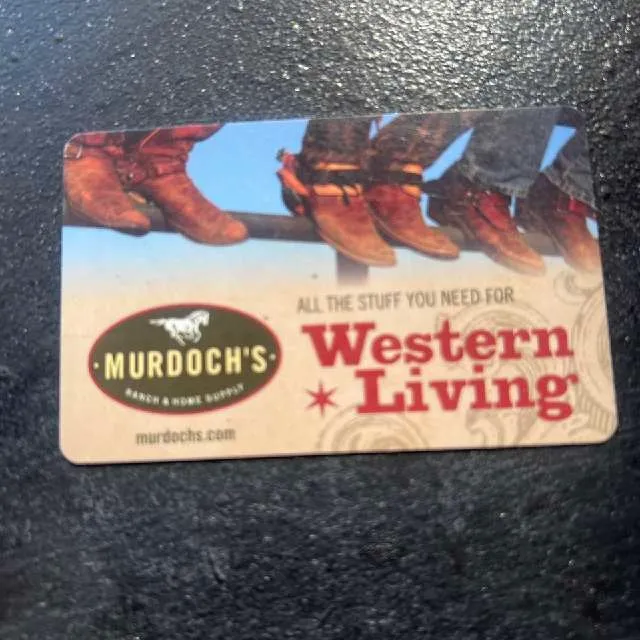 ALL THE STUFF YOU NEED FOR
Western
Living
MURDOCH'S
RANCH & HOME SUPPLY
murdochs.com